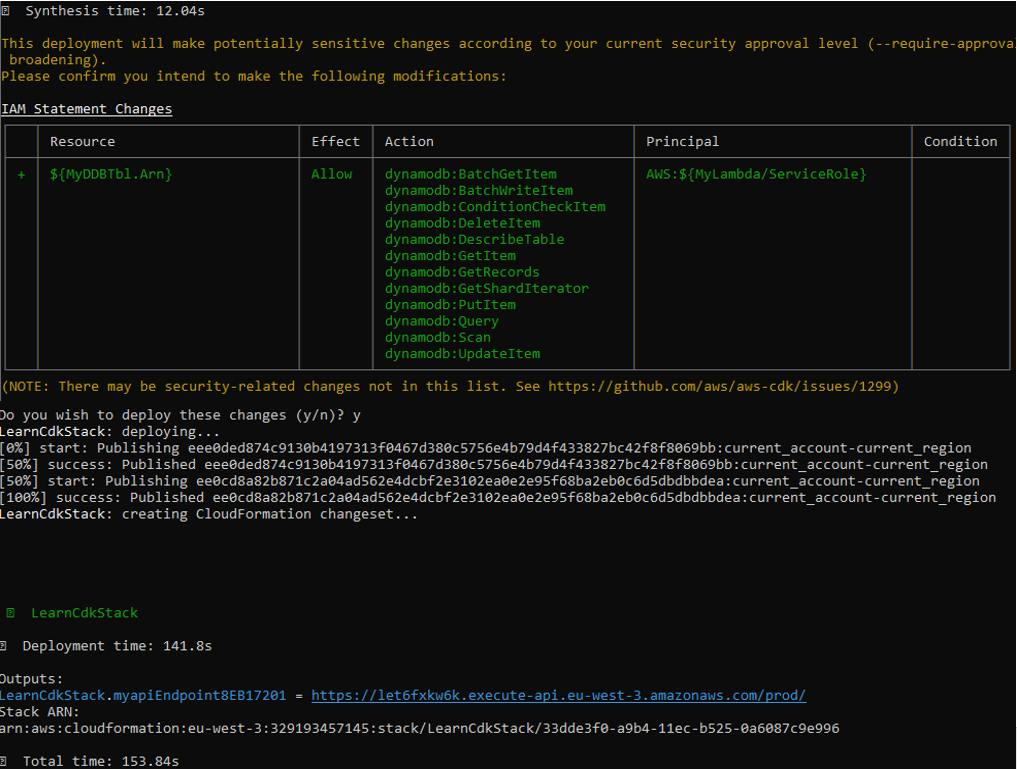 Synthesis time: 12.04s
This deployment will make potentially sensitive changes according to your current security approval level (--require-approval
broadening).
Please confirm you intend to make the following modifications:
IAM Statement Changes
Resource Effect Action Principal Condition
+ ${MyDDBTbl.Arn} Allow dynamodb:BatchGetItem AWS:${MyLambda/ServiceRole}
dynamodb:BatchWriteItem
dynamodb:ConditionCheckItem
dynamodb:DeleteItem
dynamodb:DescribeTable
dynamodb:GetItem
dynamodb:GetRecords
dynamodb:GetShardIterator
dynamodb:PutItem
dynamodb:Query
dynamodb:Scan
dynamodb:UpdateItem
(NOTE: There may be security-related changes not in this list. See https://github.com/aws/aws-cdk/issues/1299)
Do you wish to deploy these changes (y/n)? y
LearnCdkStack: deploying...
[0%] start: Publishing eee0ded874c9130b4197313f0467d380c5756e4b79d4f433827bc42f8f8069bb:current_account-current_region
[50%] success: Published eee0ded874c9130b4197313f0467d380c5756e4b79d4f433827bc42f8f8069bb:current_account-current_region
[50%] start: Publishing ee0cd8a82b871c2a04ad562e4dcbf2e3102ea0e2e95f68ba2eb0c6d5dbdbbdea:current_account-current_region
[100%] success: Published ee0cd8a82b871c2a04ad562e4dcbf2e3102ea0e2e95f68ba2eb0c6d5dbdbbdea:current_account-current_region
LearnCdkStack: creating CloudFormation changeset...
LearnCdkStack
Deployment time: 141.8s
Outputs:
LearnCdkStack.myapiEndpoint8EB17201 = https://let6fxkw6k.execute-api.eu-west-3.amazonaws.com/prod/
Stack ARN:
arn:aws:cloudformation:eu-west-3:329193457145:stack/LearnCdkStack/33dde3f0-a9b4-11ec-b525-0a6087c9e996
Total time: 153.84s